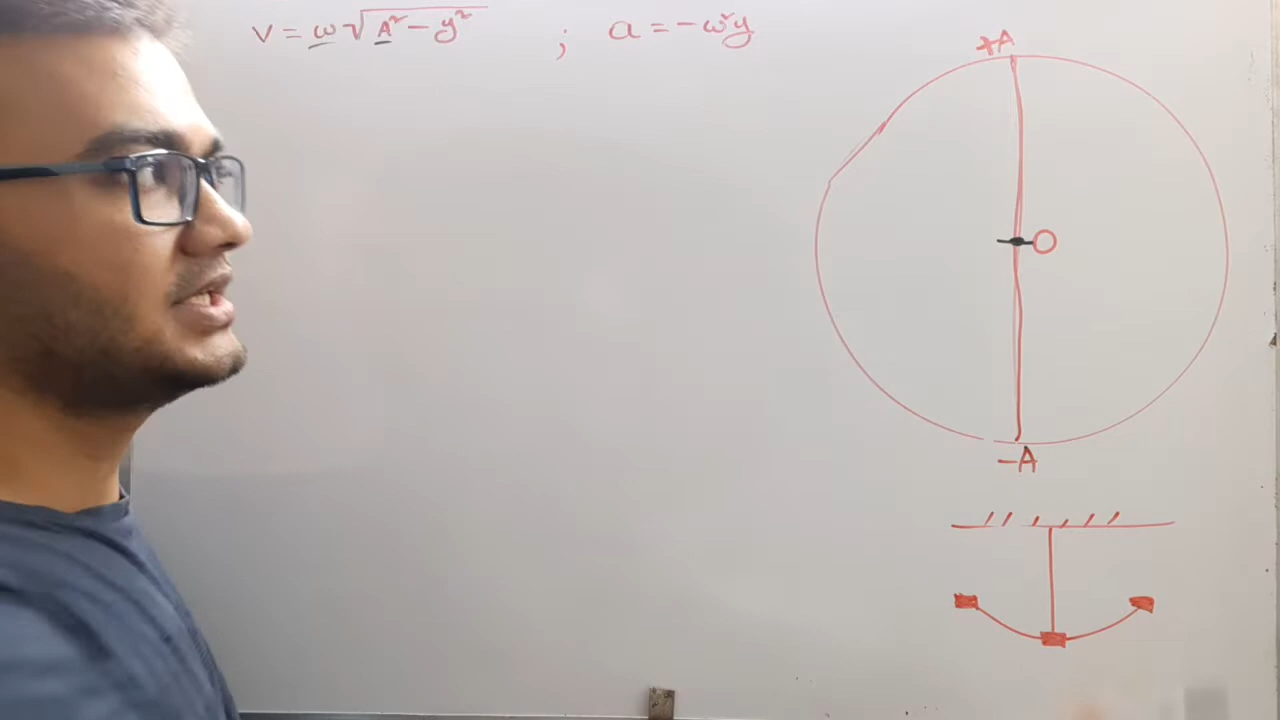 v = ω√A² − y² ; a = −ω²y
+A
O
−A